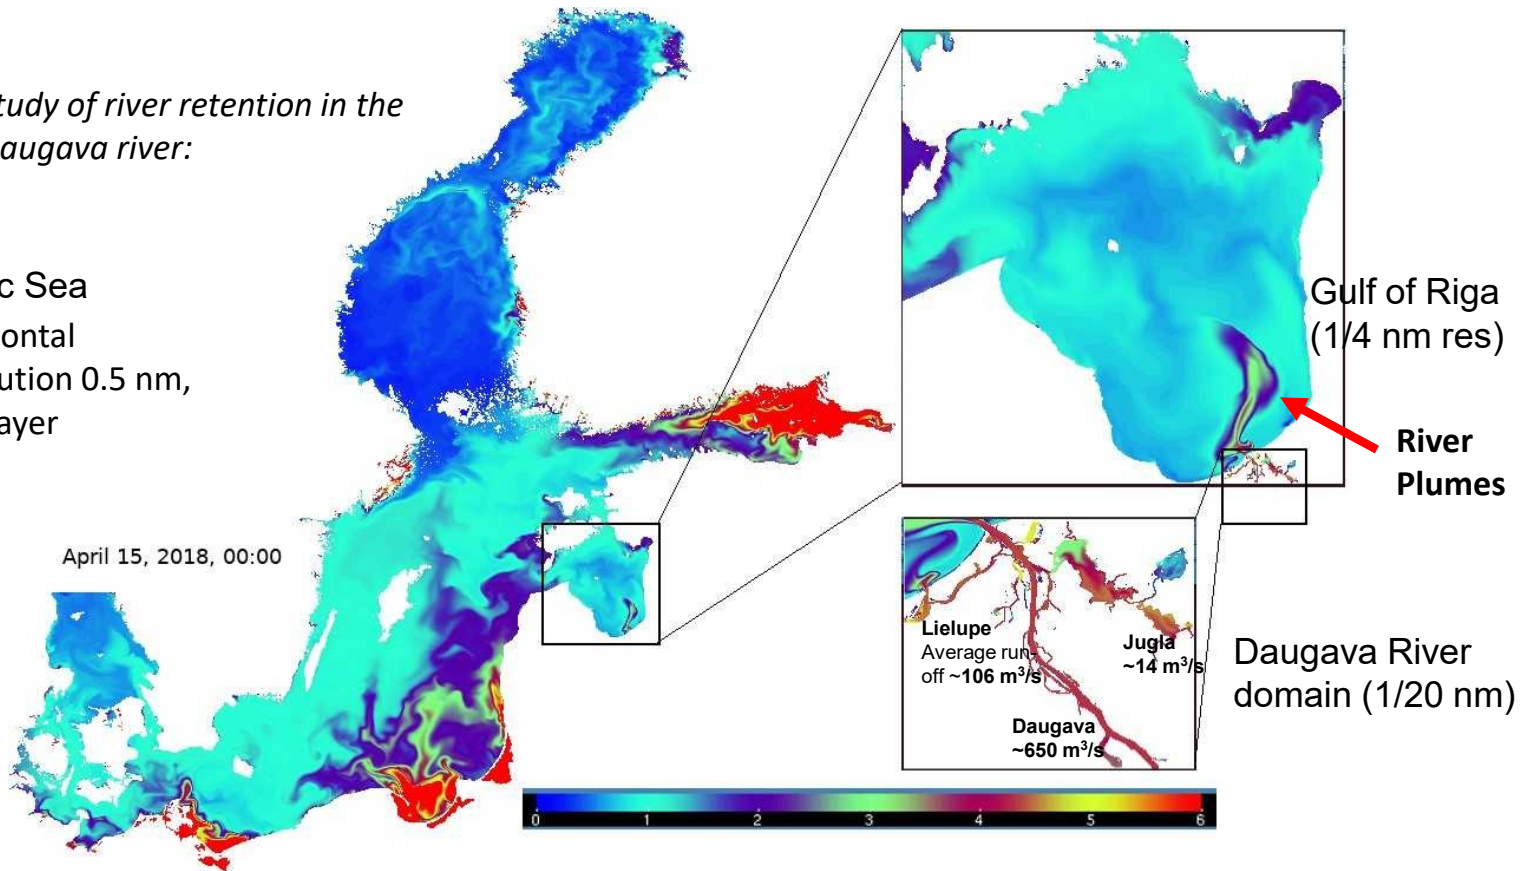 tudy of river retention in the
augava river:
c Sea
ontal
ution 0.5 nm,
ayer
April 15, 2018, 00:00
Gulf of Riga
(1/4 nm res)
River
Plumes
Lielupe
Average run-
off ~106 m³/s
Jugla
~14 m³/s
Daugava
~650 m³/s
Daugava River
domain (1/20 nm)
0 1 2 3 4 5 6